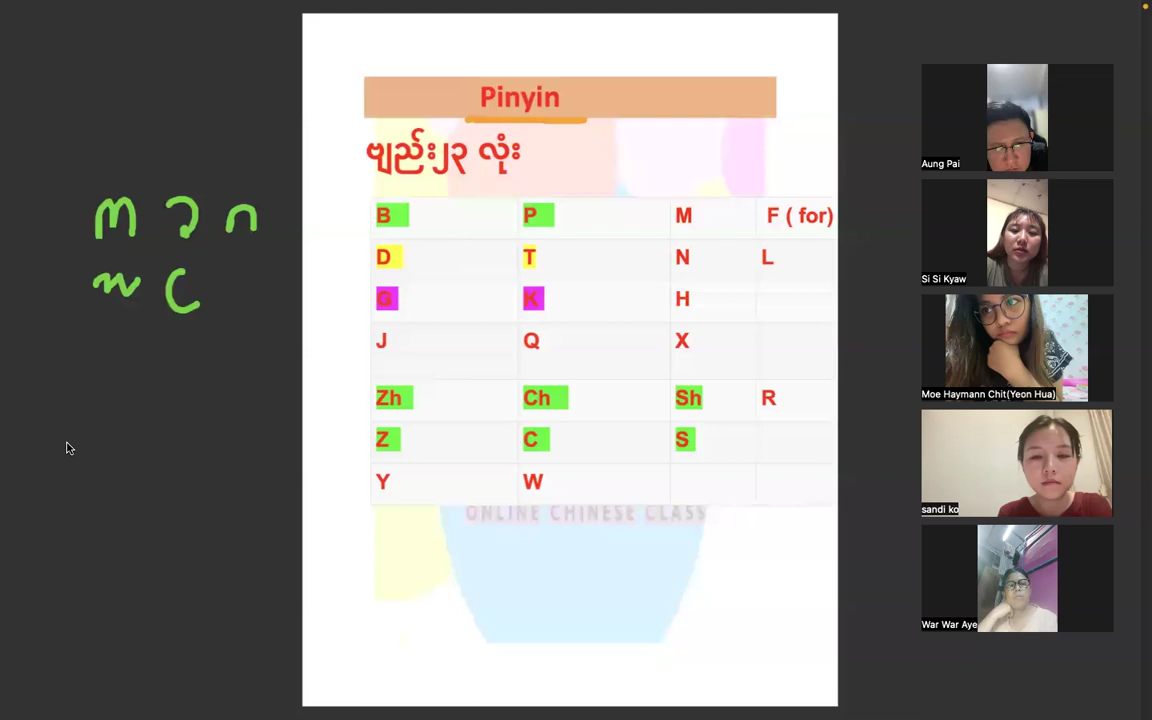 Pinyin
ဗျည်း၂၃ လုံး
က ခ ဂ
ဃ င
B P M F ( for)
D T N L
G K H
J Q X
Zh Ch Sh R
Z C S
Y W
ONLINE CHINESE CLASS
Aung Pai
Si Si Kyaw
Moe Haymann Chit(Yeon Hua)
sandi ko
War War Aye